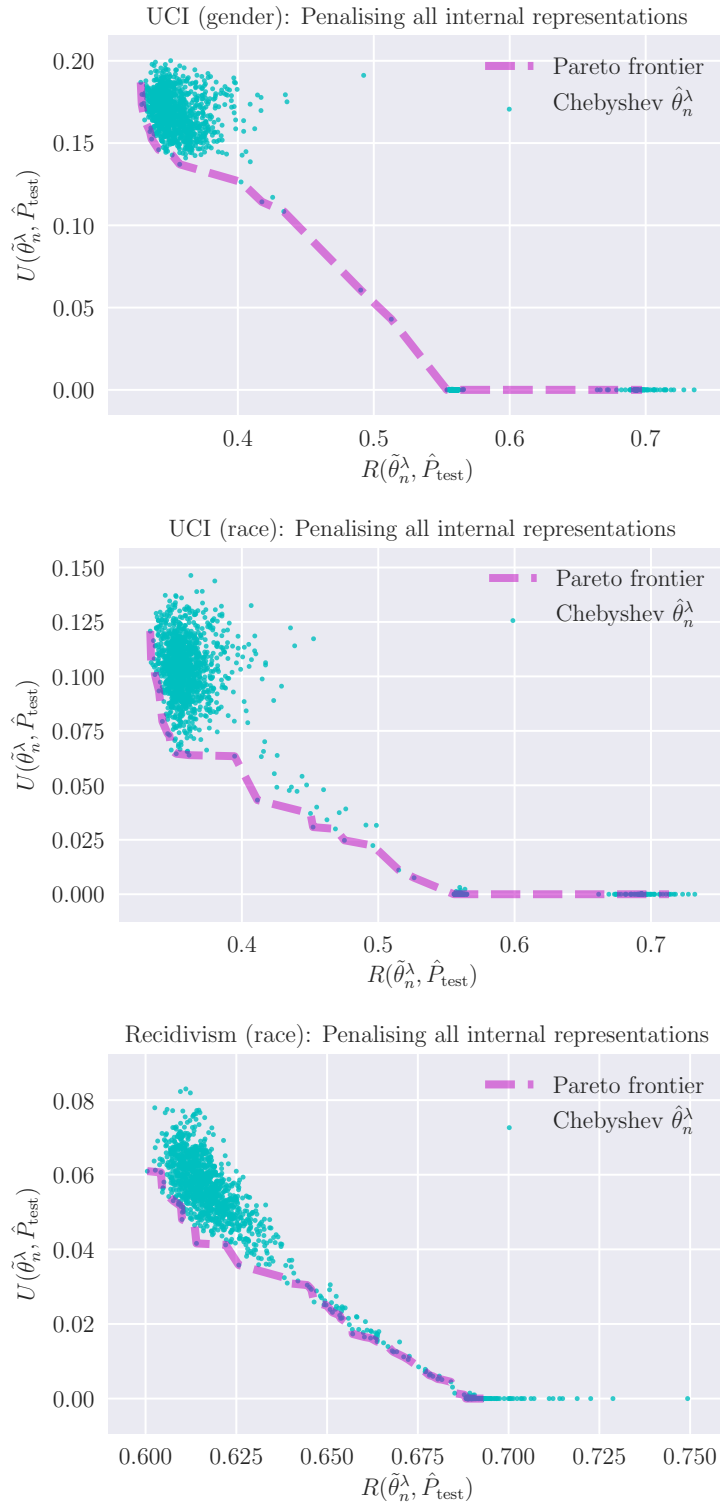 UCI (gender): Penalising all internal representations
Pareto frontier
Chebyshev θ̂ₙ^λ
0.20
0.15
0.10
0.05
0.00
U(θ̃ₙ^λ, P̂_test)
0.4 0.5 0.6 0.7
R(θ̃ₙ^λ, P̂_test)
UCI (race): Penalising all internal representations
Pareto frontier
Chebyshev θ̂ₙ^λ
0.150
0.125
0.100
0.075
0.050
0.025
0.000
U(θ̃ₙ^λ, P̂_test)
0.4 0.5 0.6 0.7
R(θ̃ₙ^λ, P̂_test)
Recidivism (race): Penalising all internal representations
Pareto frontier
Chebyshev θ̂ₙ^λ
0.08
0.06
0.04
0.02
0.00
U(θ̃ₙ^λ, P̂_test)
0.600 0.625 0.650 0.675 0.700 0.725 0.750
R(θ̃ₙ^λ, P̂_test)